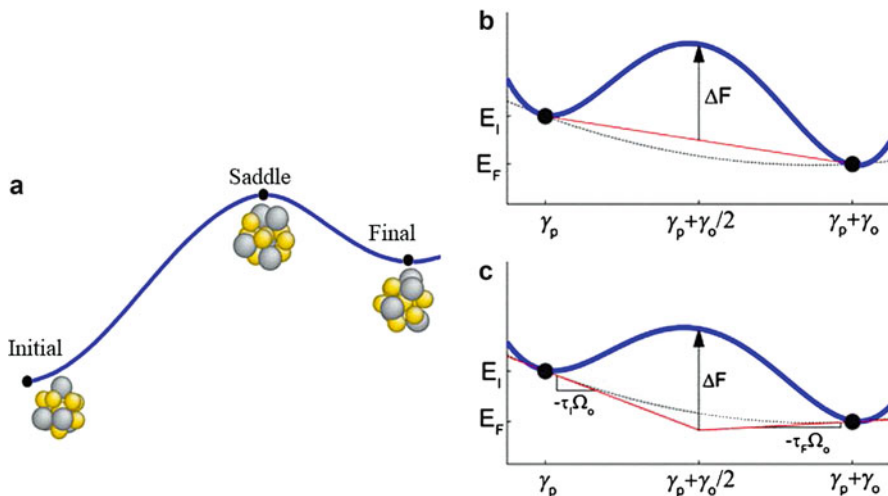 a
Initial
Saddle
Final
b
E_I
E_F
ΔF
γ_p
γ_p+γ_o/2
γ_p+γ_o
c
E_I
E_F
ΔF
-τ_IΩ_o
-τ_FΩ_o
γ_p
γ_p+γ_o/2
γ_p+γ_o